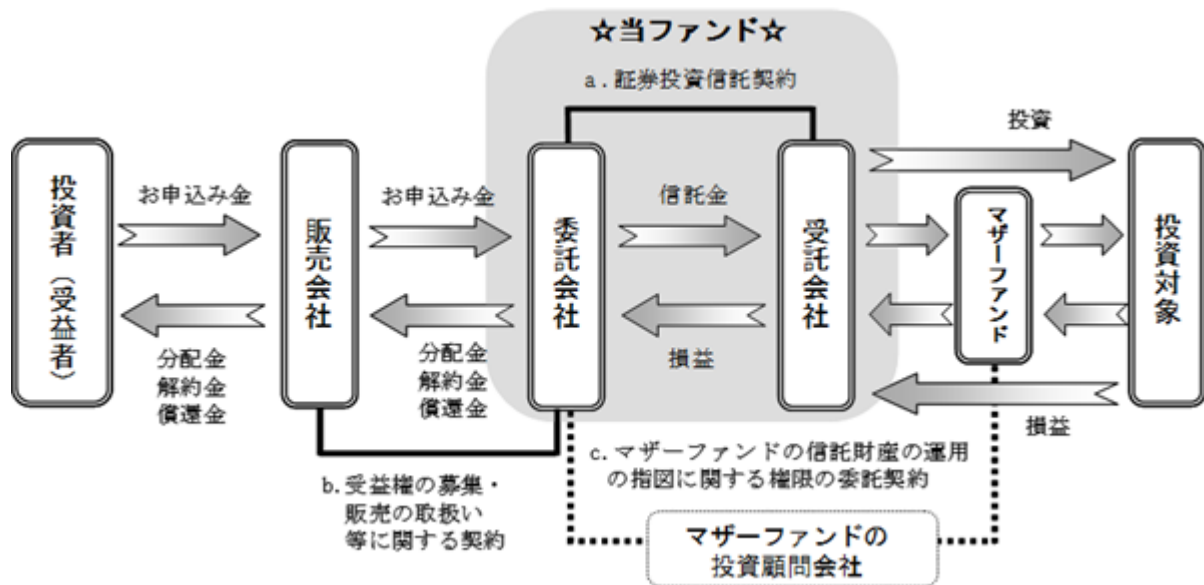 ☆当ファンド☆
a.証券投資信託契約
投資者（受益者）
お申込み金
分配金
解約金
償還金
販売会社
お申込み金
分配金
解約金
償還金
委託会社
信託金
損益
受託会社
投資
マザーファンド
損益
投資対象
b.受益権の募集・
販売の取扱い
等に関する契約
c.マザーファンドの信託財産の運用
の指図に関する権限の委託契約
マザーファンドの
投資顧問会社